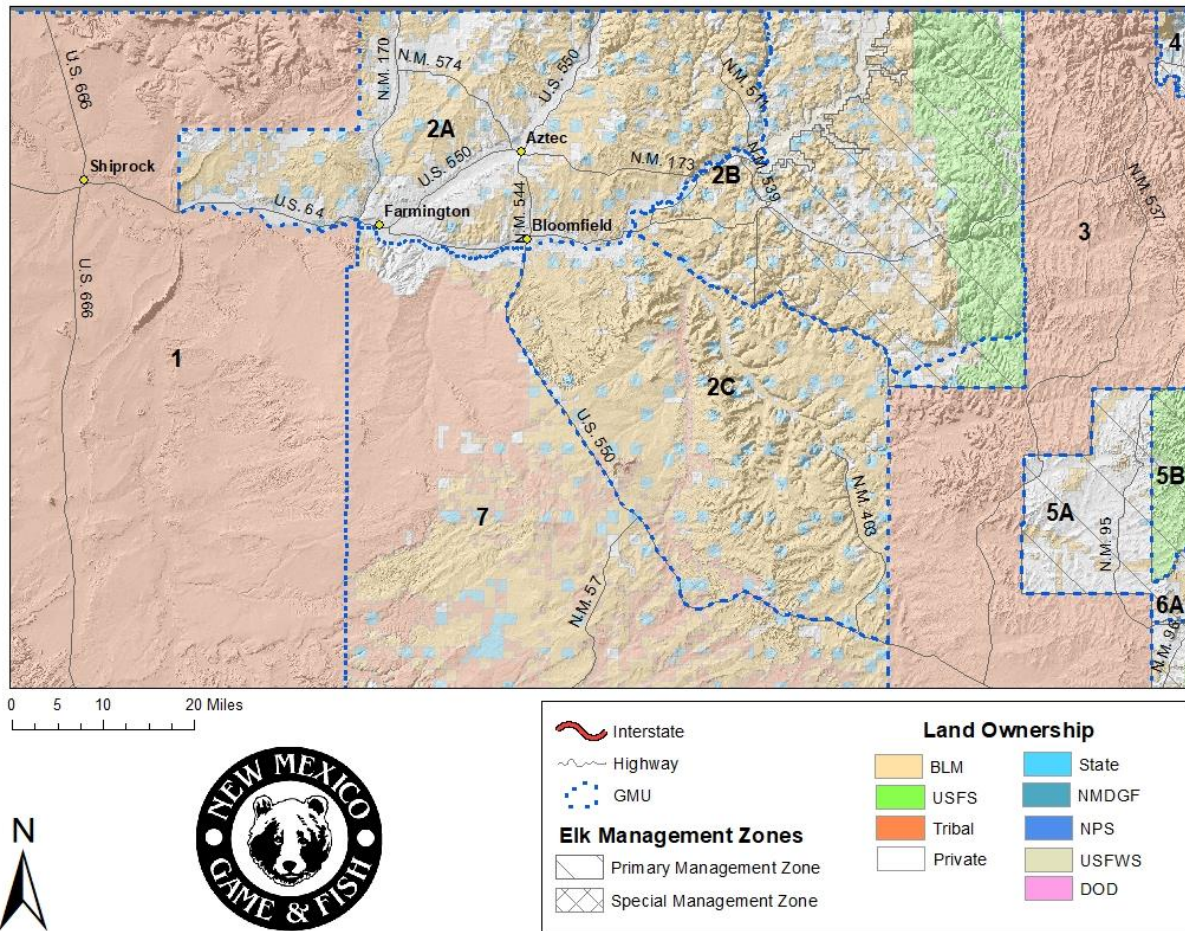 U.S. 666
N.M. 170
N.M. 574
U.S. 550
N.M. 511
4
2A
Aztec
Shiprock
U.S. 550
N.M. 173
2B
N.M. 539
N.M. 537
U.S. 64
Farmington
N.M. 544
Bloomfield
3
U.S. 666
1
2C
U.S. 550
N.M. 403
5B
5A
N.M. 95
7
N.M. 57
6A
N.M. 96
0 5 10 20 Miles
NEW MEXICO
GAME & FISH
N
Interstate
Highway
GMU
Elk Management Zones
Primary Management Zone
Special Management Zone
Land Ownership
BLM
USFS
Tribal
Private
State
NMDGF
NPS
USFWS
DOD